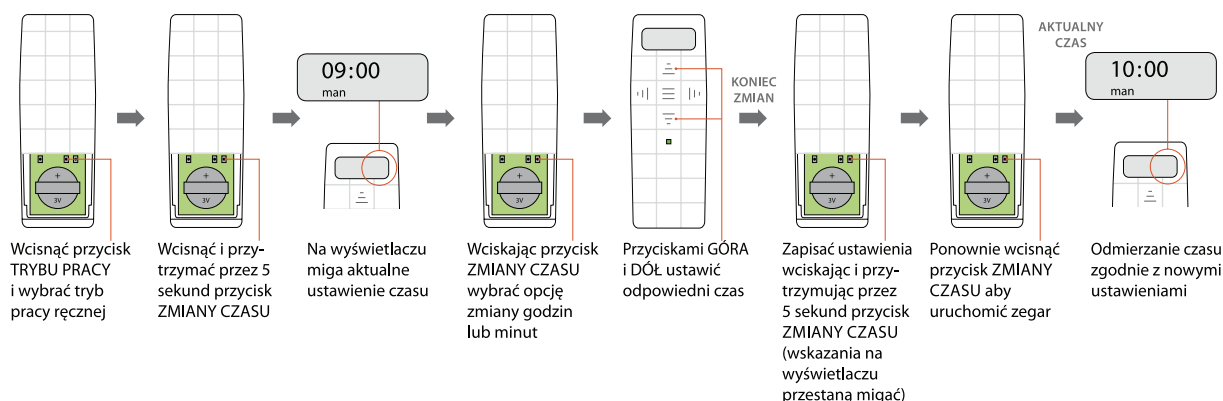 AKTUALNY
CZAS
09:00
man
10:00
man
KONIEC
ZMIAN
+
3V
+
3V
+
3V
+
3V
+
3V
Wcisnąć przycisk
TRYBU PRACY
i wybrać tryb
pracy ręcznej
Wcisnąć i przy-
trzymać przez 5
sekund przycisk
ZMIANY CZASU
Na wyświetlaczu
miga aktualne
ustawienie czasu
Wciskając przycisk
ZMIANY CZASU
wybrać opcję
zmiany godzin
lub minut
Przyciskami GÓRA
i DÓŁ ustawić
odpowiedni czas
Zapisać ustawienia
wciskając i przy-
trzymując przez
5 sekund przycisk
ZMIANY CZASU
(wskazania na
wyświetlaczu
przestaną migać)
Ponownie wcisnąć
przycisk ZMIANY
CZASU aby
uruchomić zegar
Odmierzanie czasu
zgodnie z nowymi
ustawieniami